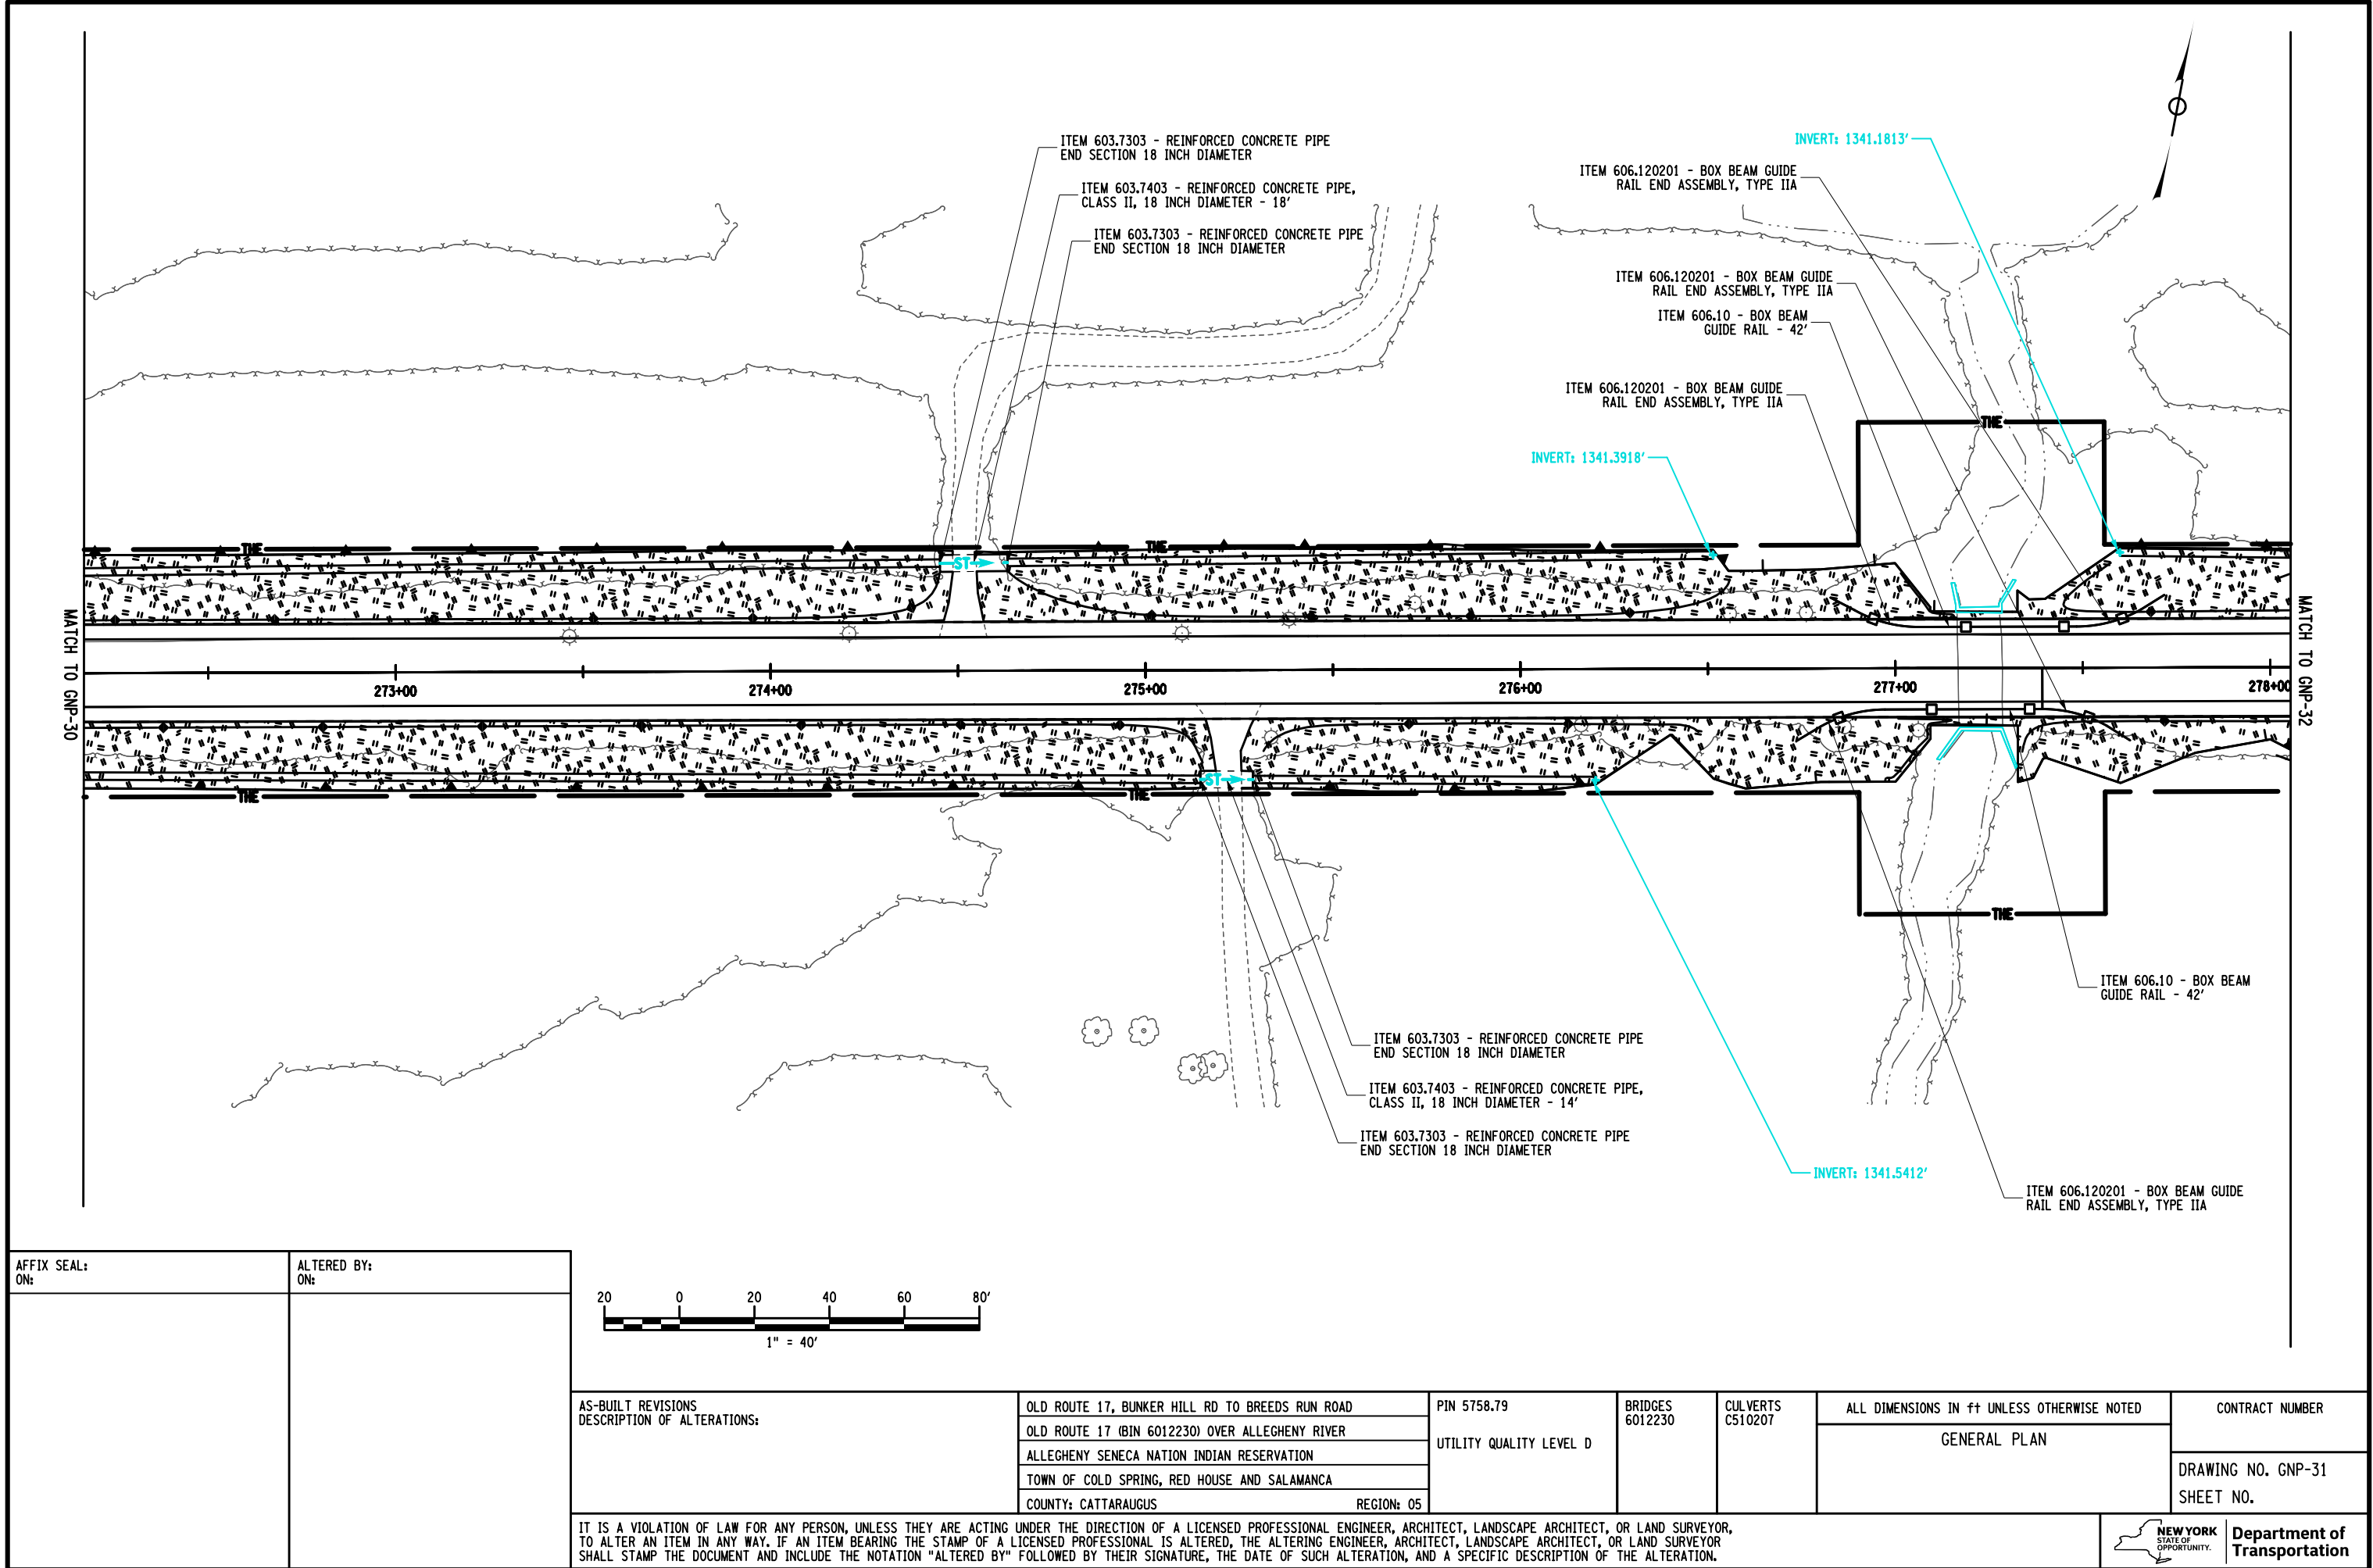 ITEM 603.7303 - REINFORCED CONCRETE PIPE
END SECTION 18 INCH DIAMETER
ITEM 603.7403 - REINFORCED CONCRETE PIPE,
CLASS II, 18 INCH DIAMETER - 18'
ITEM 603.7303 - REINFORCED CONCRETE PIPE
END SECTION 18 INCH DIAMETER
INVERT: 1341.1813'
ITEM 606.120201 - BOX BEAM GUIDE
RAIL END ASSEMBLY, TYPE IIA
ITEM 606.120201 - BOX BEAM GUIDE
RAIL END ASSEMBLY, TYPE IIA
ITEM 606.10 - BOX BEAM
GUIDE RAIL - 42'
ITEM 606.120201 - BOX BEAM GUIDE
RAIL END ASSEMBLY, TYPE IIA
INVERT: 1341.3918'
THE
THE
THE
ST
MATCH TO GNP-30
MATCH TO GNP-32
273+00
274+00
275+00
276+00
277+00
278+00
ST
THE
THE
THE
ITEM 606.10 - BOX BEAM
GUIDE RAIL - 42'
ITEM 603.7303 - REINFORCED CONCRETE PIPE
END SECTION 18 INCH DIAMETER
ITEM 603.7403 - REINFORCED CONCRETE PIPE,
CLASS II, 18 INCH DIAMETER - 14'
ITEM 603.7303 - REINFORCED CONCRETE PIPE
END SECTION 18 INCH DIAMETER
INVERT: 1341.5412'
ITEM 606.120201 - BOX BEAM GUIDE
RAIL END ASSEMBLY, TYPE IIA
AFFIX SEAL:
ON:
ALTERED BY:
ON:
20 0 20 40 60 80'
1" = 40'
AS-BUILT REVISIONS
DESCRIPTION OF ALTERATIONS:
OLD ROUTE 17, BUNKER HILL RD TO BREEDS RUN ROAD
OLD ROUTE 17 (BIN 6012230) OVER ALLEGHENY RIVER
ALLEGHENY SENECA NATION INDIAN RESERVATION
TOWN OF COLD SPRING, RED HOUSE AND SALAMANCA
COUNTY: CATTARAUGUS REGION: 05
PIN 5758.79
UTILITY QUALITY LEVEL D
BRIDGES
6012230
CULVERTS
C510207
ALL DIMENSIONS IN ft UNLESS OTHERWISE NOTED
GENERAL PLAN
CONTRACT NUMBER
DRAWING NO. GNP-31
SHEET NO.
IT IS A VIOLATION OF LAW FOR ANY PERSON, UNLESS THEY ARE ACTING UNDER THE DIRECTION OF A LICENSED PROFESSIONAL ENGINEER, ARCHITECT, LANDSCAPE ARCHITECT, OR LAND SURVEYOR,
TO ALTER AN ITEM IN ANY WAY. IF AN ITEM BEARING THE STAMP OF A LICENSED PROFESSIONAL IS ALTERED, THE ALTERING ENGINEER, ARCHITECT, LANDSCAPE ARCHITECT, OR LAND SURVEYOR
SHALL STAMP THE DOCUMENT AND INCLUDE THE NOTATION "ALTERED BY" FOLLOWED BY THEIR SIGNATURE, THE DATE OF SUCH ALTERATION, AND A SPECIFIC DESCRIPTION OF THE ALTERATION.
NEW YORK
STATE OF
OPPORTUNITY.
Department of
Transportation